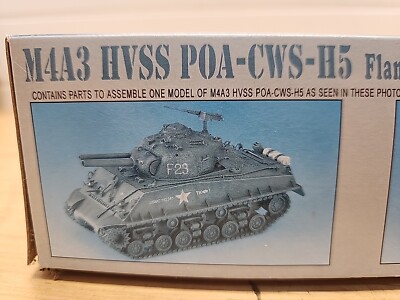 M4A3 HVSS POA-CWS-H5 Flam
CONTAINS PARTS TO ASSEMBLE ONE MODEL OF M4A3 HVSS POA-CWS-H5 AS SEEN IN THESE PHOTO
F23